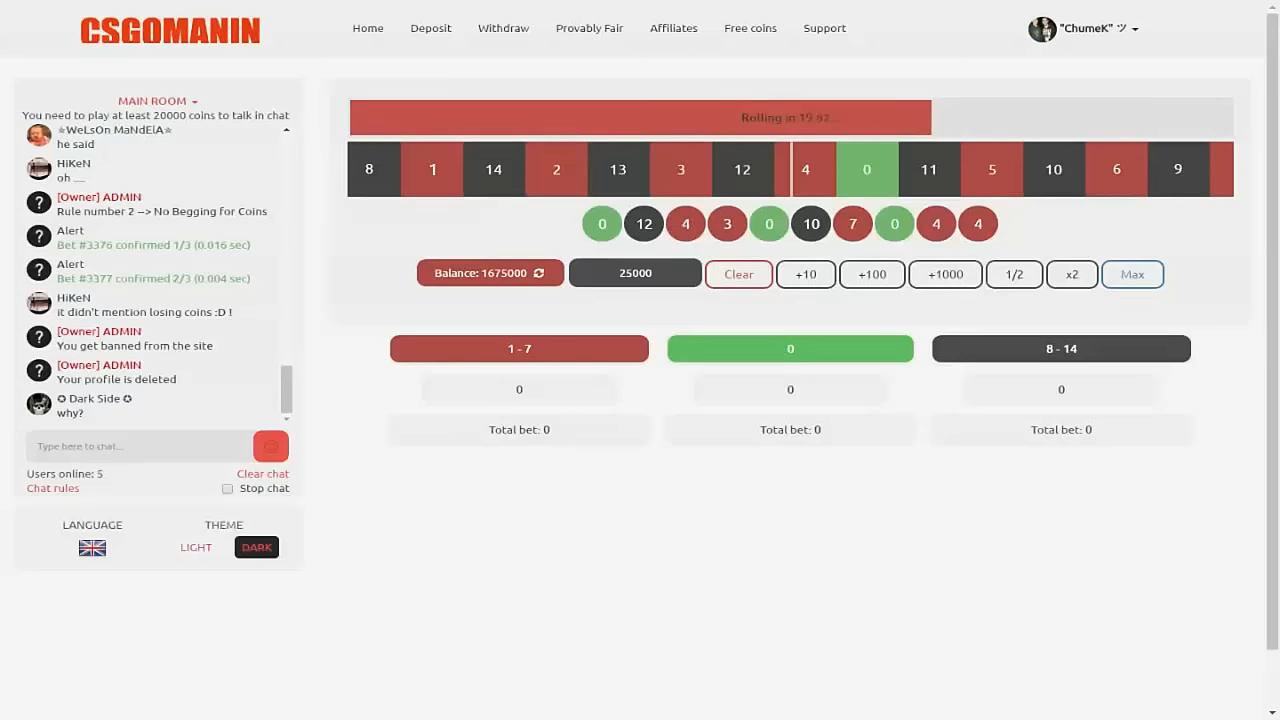 CSGOMANIN
Home Deposit Withdraw Provably Fair Affiliates Free coins Support
"ChumeK" ツ
MAIN ROOM
You need to play at least 20000 coins to talk in chat
☆WeLsOn MaNdElA☆
he said
HiKeN
oh ....
[Owner] ADMIN
Rule number 2 --> No Begging for Coins
Alert
Bet #3376 confirmed 1/3 (0.016 sec)
Alert
Bet #3377 confirmed 2/3 (0.004 sec)
HiKeN
it didn't mention losing coins :D !
[Owner] ADMIN
You get banned from the site
[Owner] ADMIN
Your profile is deleted
✪ Dark Side ✪
why?
Type here to chat...
Users online: 5 Clear chat
Chat rules Stop chat
LANGUAGE THEME
LIGHT DARK
Rolling in 19.82...
8 1 14 2 13 3 12 4 0 11 5 10 6 9
0 12 4 3 0 10 7 0 4 4
Balance: 1675000 25000 Clear +10 +100 +1000 1/2 x2 Max
1 - 7 0 8 - 14
0 0 0
Total bet: 0 Total bet: 0 Total bet: 0